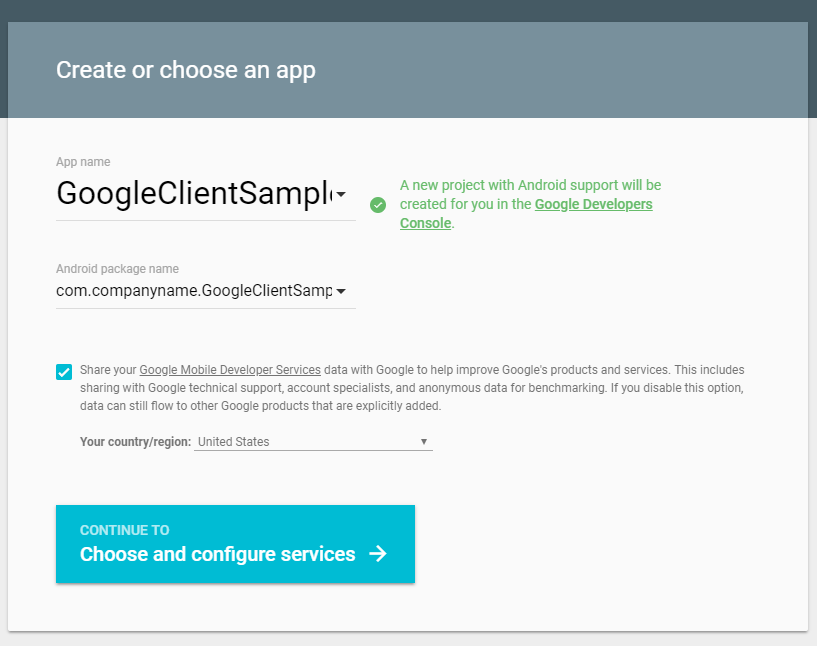 Create or choose an app
App name
GoogleClientSampl
A new project with Android support will be
created for you in the Google Developers
Console.
Android package name
com.companyname.GoogleClientSamp
Share your Google Mobile Developer Services data with Google to help improve Google's products and services. This includes
sharing with Google technical support, account specialists, and anonymous data for benchmarking. If you disable this option,
data can still flow to other Google products that are explicitly added.
Your country/region: United States
CONTINUE TO
Choose and configure services